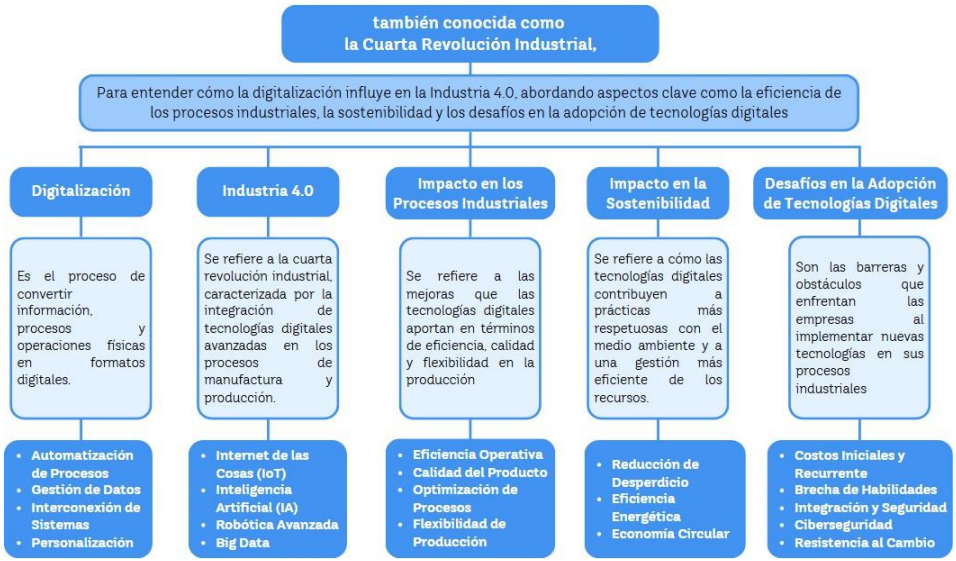 también conocida como
la Cuarta Revolución Industrial,
Para entender cómo la digitalización influye en la Industria 4.0, abordando aspectos clave como la eficiencia de
los procesos industriales, la sostenibilidad y los desafíos en la adopción de tecnologías digitales
Digitalización
Es el proceso de
convertir
información,
procesos y
operaciones físicas
en formatos
digitales.
• Automatización
de Procesos
• Gestión de Datos
• Interconexión de
Sistemas
• Personalización
Industria 4.0
Se refiere a la cuarta
revolución industrial,
caracterizada por la
integración de
tecnologías digitales
avanzadas en los
procesos de
manufactura y
producción.
• Internet de las
Cosas (IoT)
• Inteligencia
Artificial (IA)
• Robótica Avanzada
• Big Data
Impacto en los
Procesos Industriales
Se refiere a las
mejoras que las
tecnologías digitales
aportan en términos
de eficiencia, calidad
y flexibilidad en la
producción
• Eficiencia Operativa
• Calidad del Producto
• Optimización de
Procesos
• Flexibilidad de
Producción
Impacto en la
Sostenibilidad
Se refiere a cómo las
tecnologías digitales
contribuyen a
prácticas más
respetuosas con el
medio ambiente y a
una gestión más
eficiente de los
recursos.
• Reducción de
Desperdicio
• Eficiencia
Energética
• Economía Circular
Desafíos en la Adopción
de Tecnologías Digitales
Son las barreras y
obstáculos que
enfrentan las
empresas al
implementar nuevas
tecnologías en sus
procesos
industriales
• Costos Iniciales y
Recurrente
• Brecha de Habilidades
• Integración y Seguridad
• Ciberseguridad
• Resistencia al Cambio